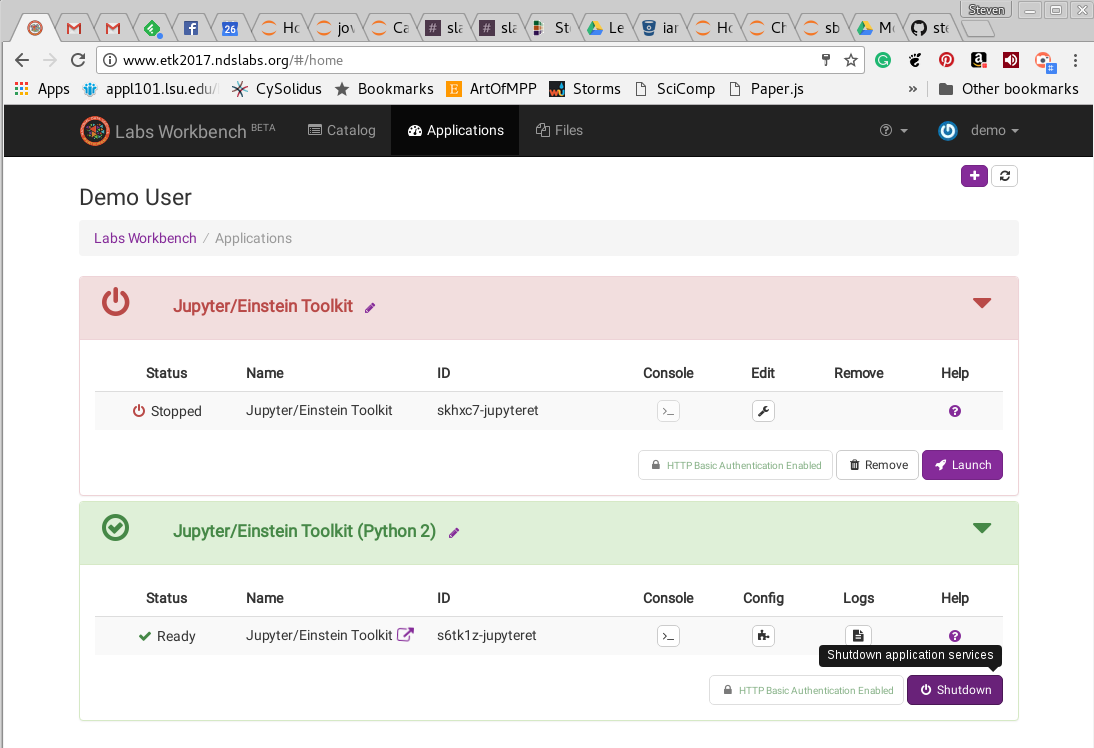 Steven
26 Ho jov Ca sla sla St Le iar Ho Ch sb Mo ste
www.etk2017.ndslabs.org/#/home
Apps appl101.lsu.edu/ CySolidus Bookmarks ArtOfMPP Storms SciComp Paper.js » Other bookmarks
Labs Workbench BETA Catalog Applications Files demo
Demo User
Labs Workbench / Applications
Jupyter/Einstein Toolkit
Status Name ID Console Edit Remove Help
Stopped Jupyter/Einstein Toolkit skhxc7-jupyteret
HTTP Basic Authentication Enabled Remove Launch
Jupyter/Einstein Toolkit (Python 2)
Status Name ID Console Config Logs Help
Ready Jupyter/Einstein Toolkit s6tk1z-jupyteret
Shutdown application services
HTTP Basic Authentication Enabled Shutdown